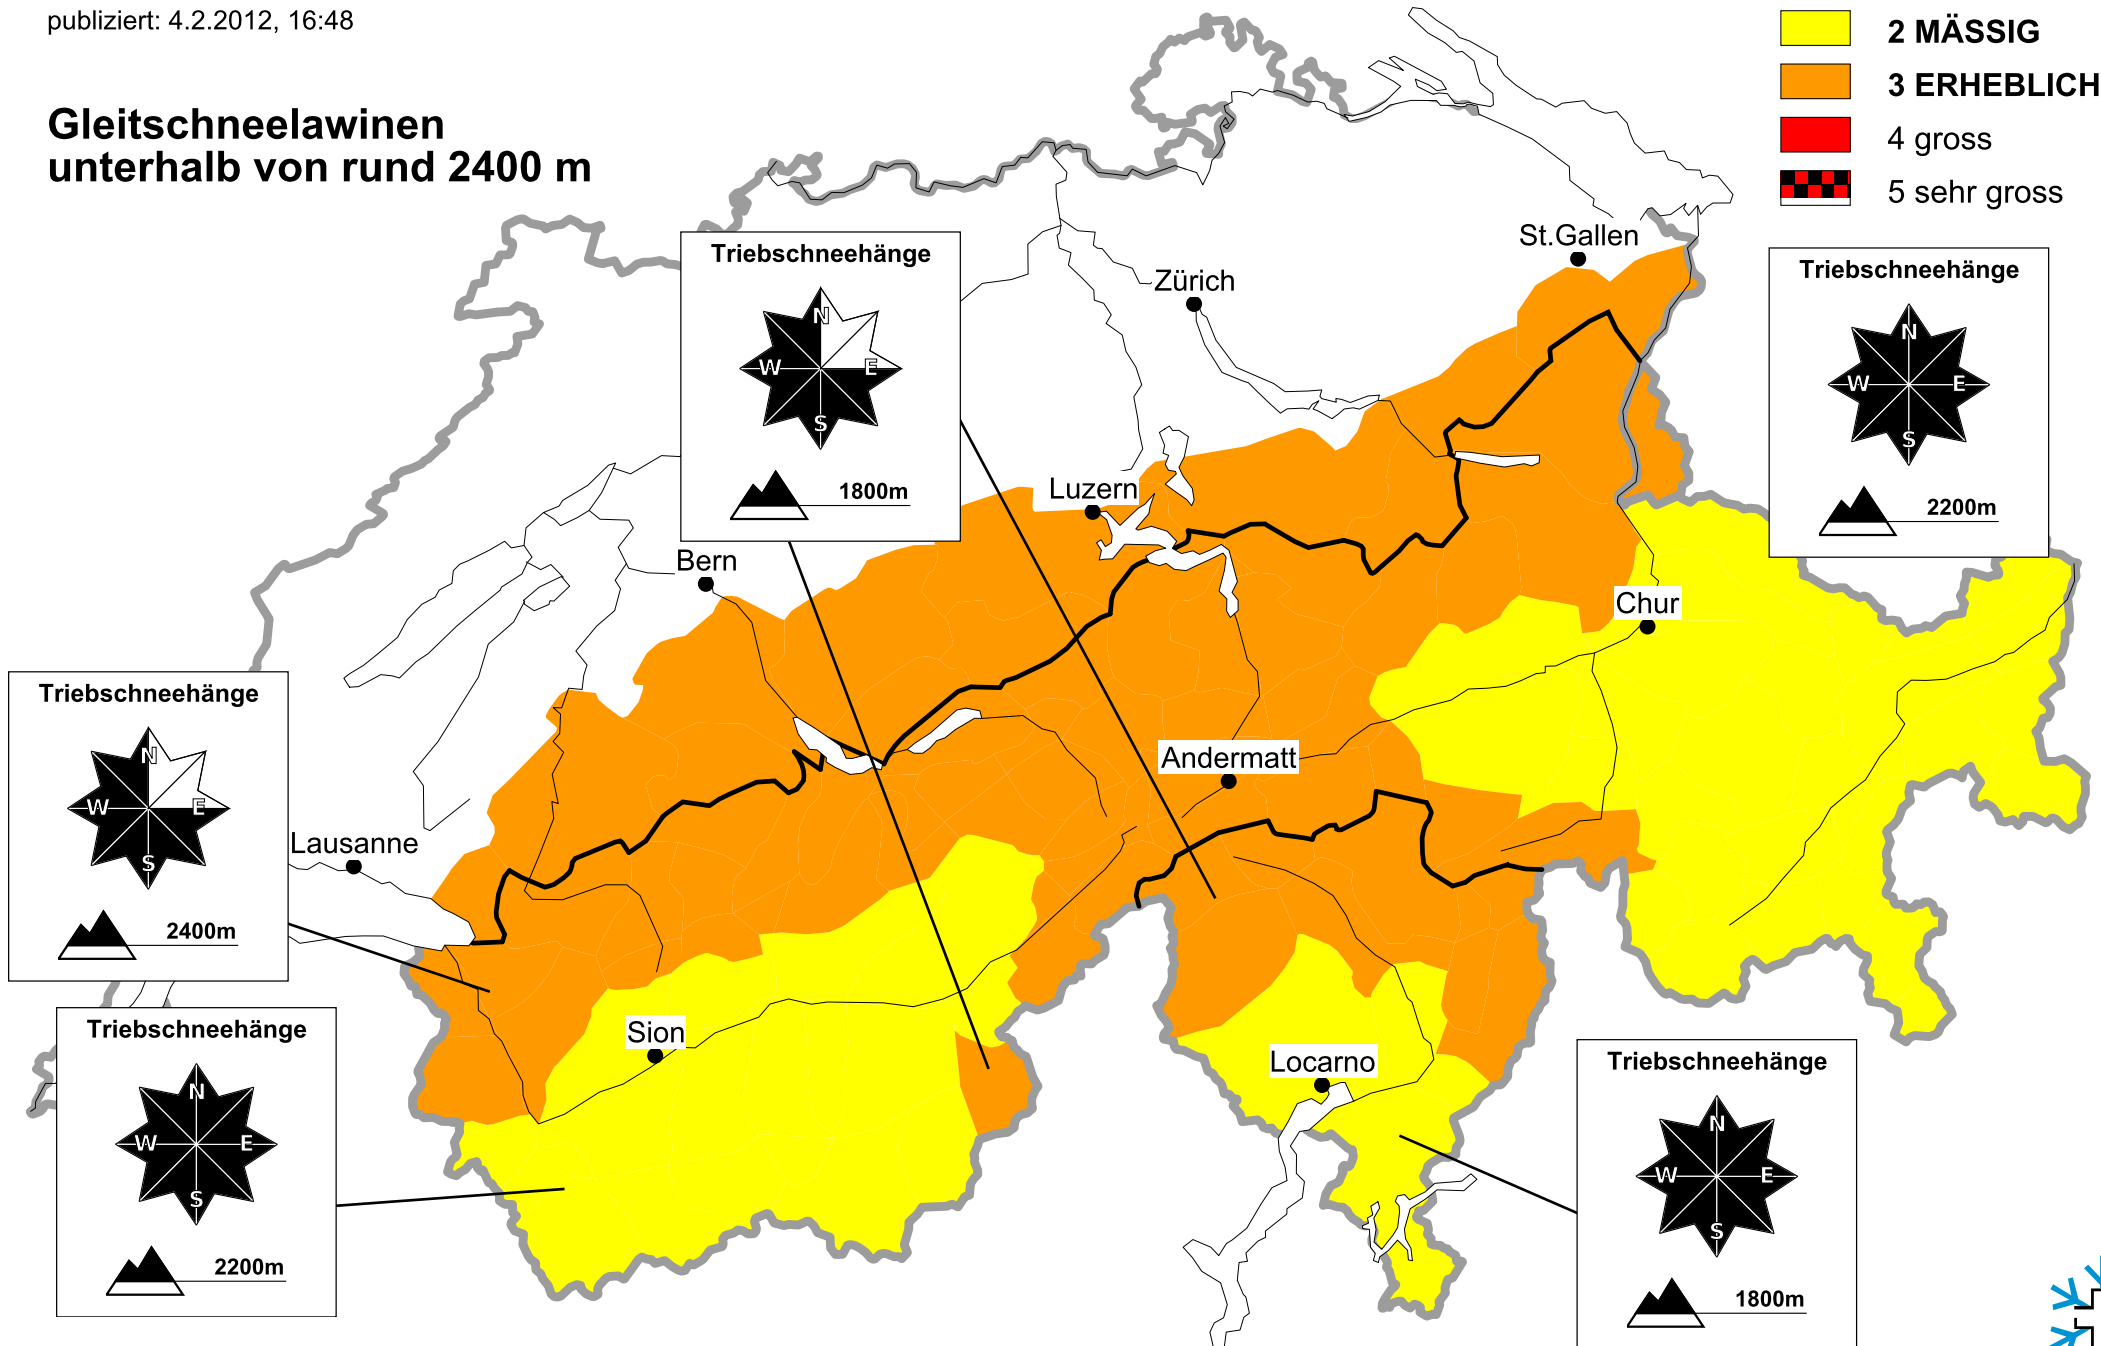 publiziert: 4.2.2012, 16:48
Gleitschneelawinen
unterhalb von rund 2400 m
2 MÄSSIG
3 ERHEBLICH
4 gross
5 sehr gross
Triebschneehänge
N
W E
S
1800m
St.Gallen
Zürich
Triebschneehänge
N
W E
S
2200m
Luzern
Bern
Chur
Triebschneehänge
N
W E
S
2400m
Andermatt
Lausanne
Triebschneehänge
N
W E
S
2200m
Sion
Locarno
Triebschneehänge
N
W E
S
1800m